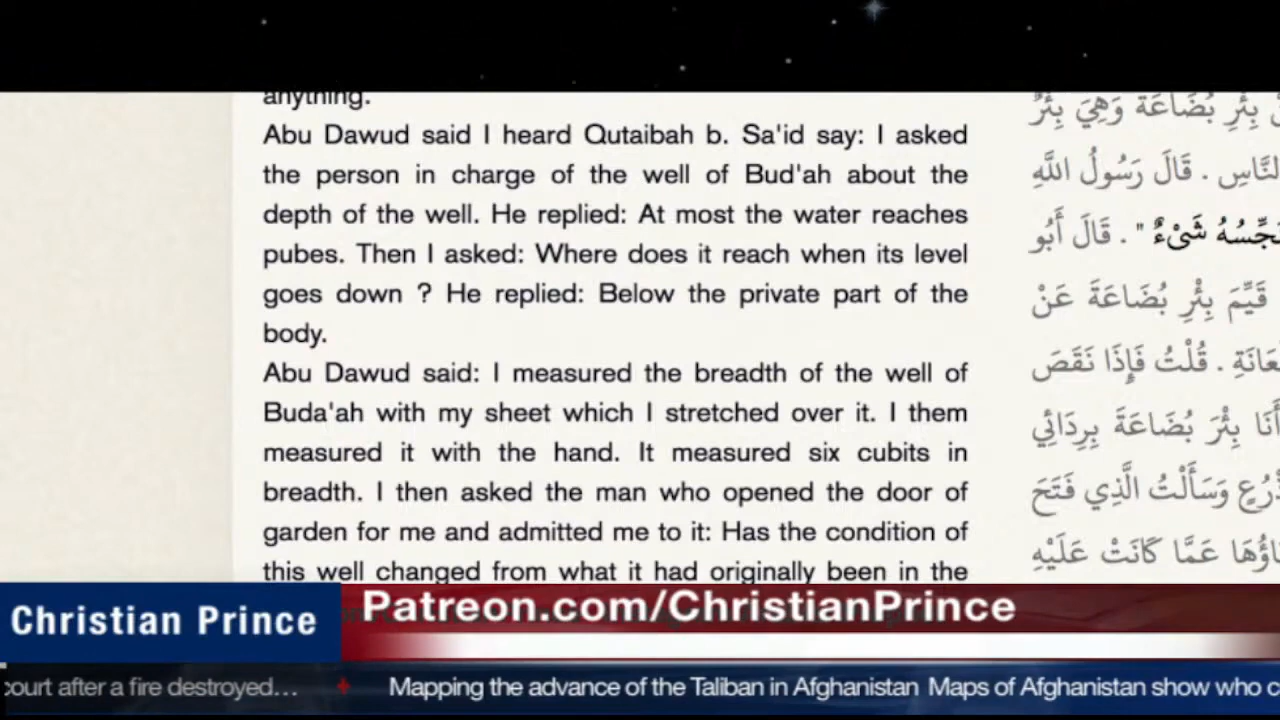 anything.
Abu Dawud said I heard Qutaibah b. Sa'id say: I asked
the person in charge of the well of Bud'ah about the
depth of the well. He replied: At most the water reaches
pubes. Then I asked: Where does it reach when its level
goes down ? He replied: Below the private part of the
body.
Abu Dawud said: I measured the breadth of the well of
Buda'ah with my sheet which I stretched over it. I them
measured it with the hand. It measured six cubits in
breadth. I then asked the man who opened the door of
garden for me and admitted me to it: Has the condition of
this well changed from what it had originally been in the
بِئْرِ بُضَاعَةَ وَهِيَ بِئْرٌ
النَّاسِ . قَالَ رَسُولُ اللَّهِ
شَىْءٌ " . قَالَ أَبُو
قَيِّمَ بِئْرِ بُضَاعَةَ عَنْ
الْعَانَةِ . قُلْتُ فَإِذَا نَقَصَ
أَنَا بِئْرَ بُضَاعَةَ بِرِدَائِي
وَسَأَلْتُ الَّذِي فَتَحَ
عَمَّا كَانَتْ عَلَيْهِ
Christian Prince
Patreon.com/ChristianPrince
court after a fire destroyed... Mapping the advance of the Taliban in Afghanistan Maps of Afghanistan show who c